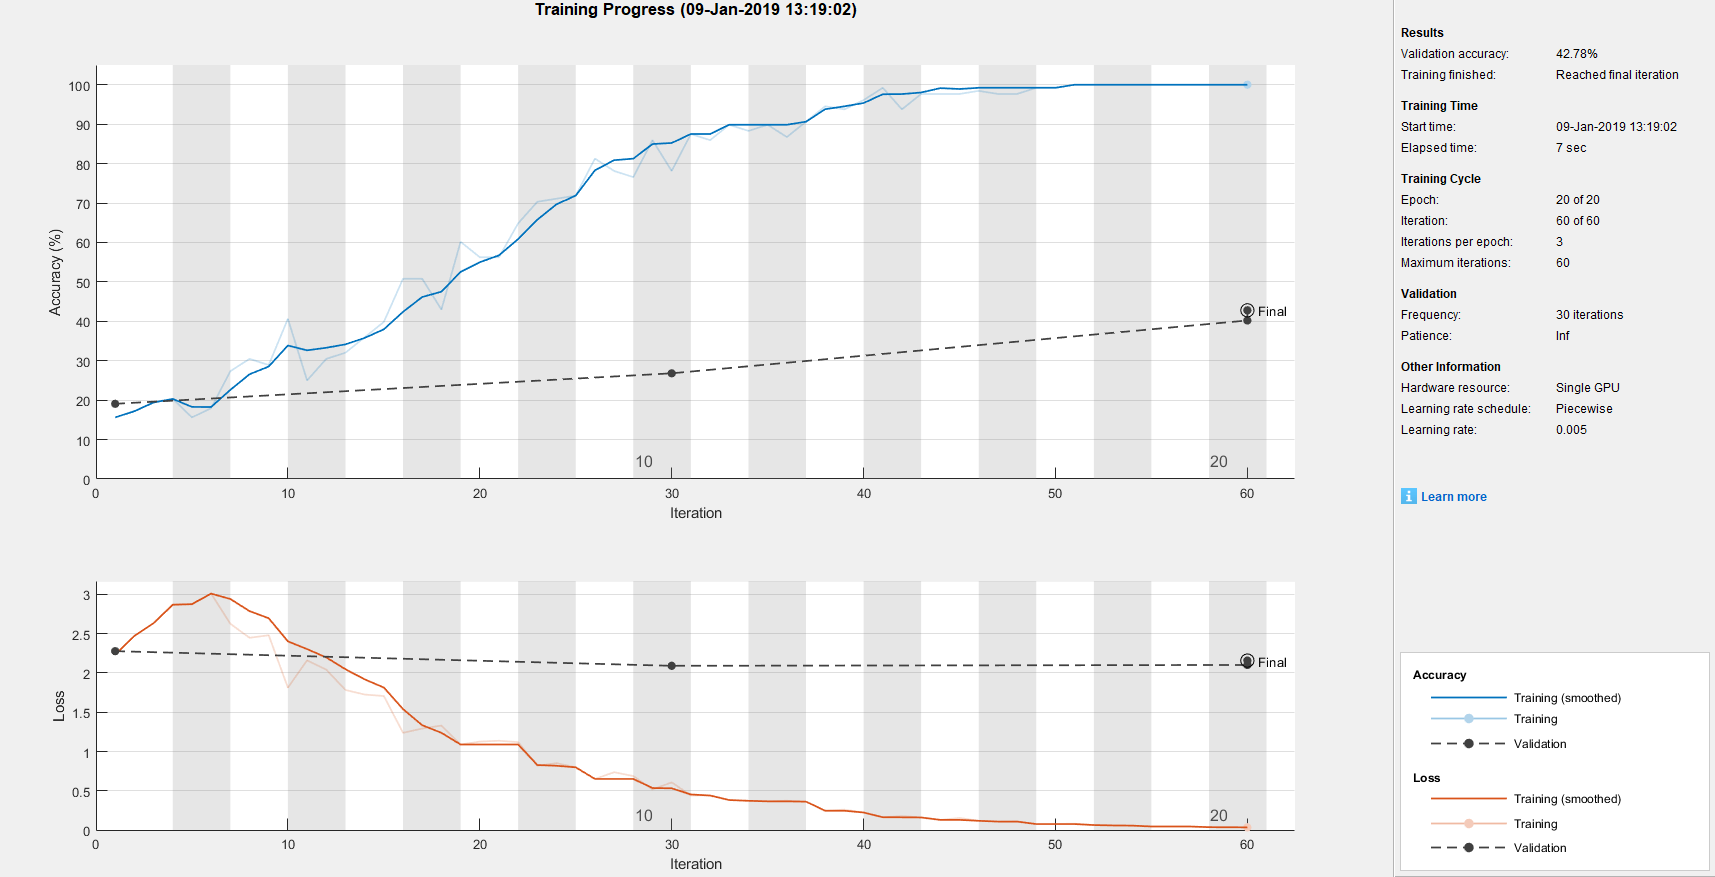 Training Progress (09-Jan-2019 13:19:02)
100
90
80
70
60
50
40
30
20
10
0
Accuracy (%)
Final
10
20
0
10
20
30
40
50
60
Iteration
3
2.5
2
1.5
1
0.5
0
Loss
Final
10
20
0
10
20
30
40
50
60
Iteration
Results
Validation accuracy: 42.78%
Training finished: Reached final iteration
Training Time
Start time: 09-Jan-2019 13:19:02
Elapsed time: 7 sec
Training Cycle
Epoch: 20 of 20
Iteration: 60 of 60
Iterations per epoch: 3
Maximum iterations: 60
Validation
Frequency: 30 iterations
Patience: Inf
Other Information
Hardware resource: Single GPU
Learning rate schedule: Piecewise
Learning rate: 0.005
i Learn more
Accuracy
Training (smoothed)
Training
Validation
Loss
Training (smoothed)
Training
Validation